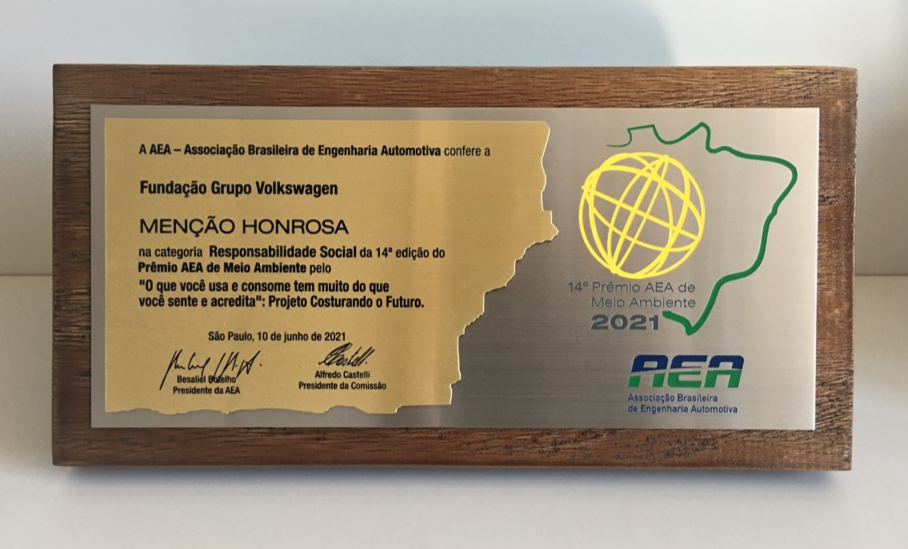 A AEA – Associação Brasileira de Engenharia Automotiva confere a
Fundação Grupo Volkswagen
MENÇÃO HONROSA
na categoria Responsabilidade Social da 14ª edição do
Prêmio AEA de Meio Ambiente pelo
"O que você usa e consome tem muito do que
você sente e acredita": Projeto Costurando o Futuro.
São Paulo, 10 de junho de 2021
Besaliel Botelho
Presidente da AEA
Alfredo Castelli
Presidente da Comissão
14º Prêmio AEA de
Meio Ambiente
2021
AEA
Associação Brasileira
de Engenharia Automotiva